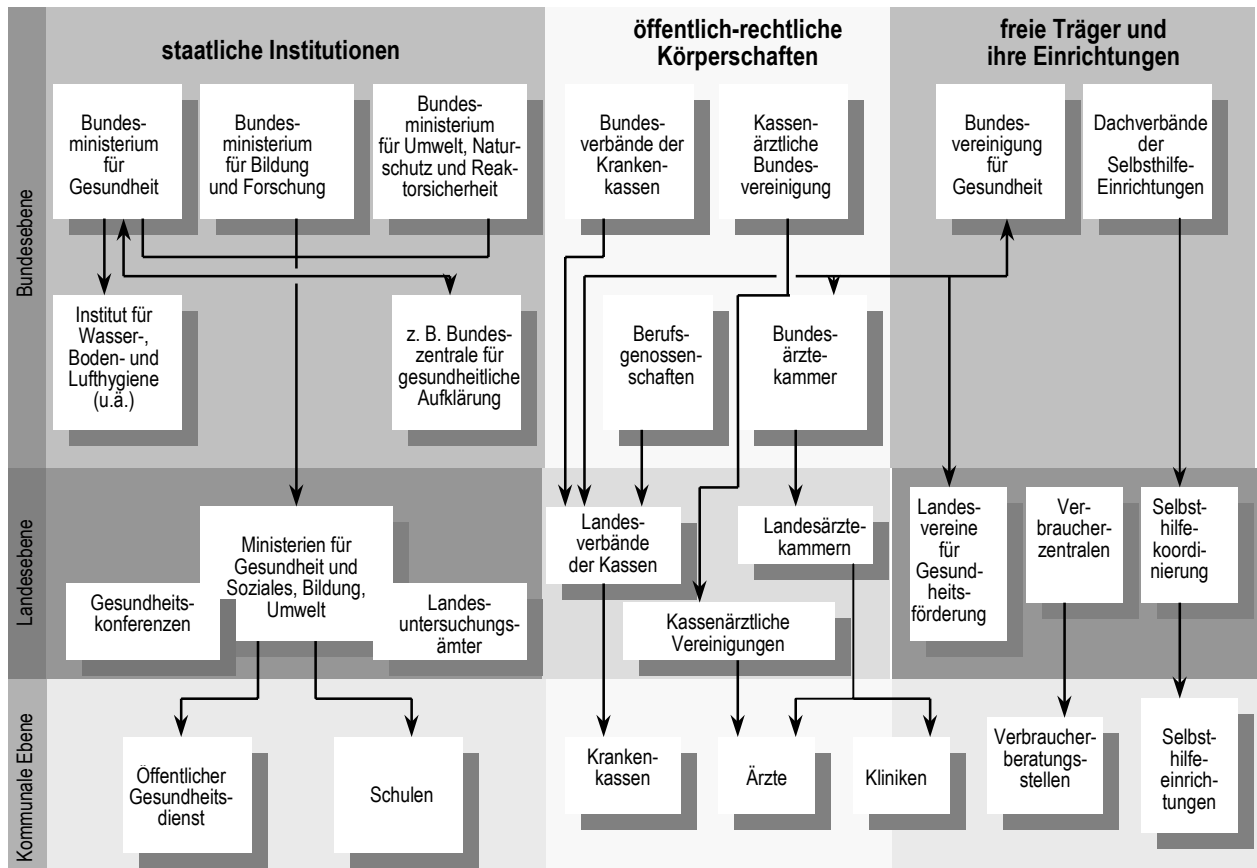 staatliche Institutionen
öffentlich-rechtliche
Körperschaften
freie Träger und
ihre Einrichtungen
Bundesebene
Bundes-
ministerium
für
Gesundheit
Bundes-
ministerium
für Bildung
und Forschung
Bundes-
ministerium
für Umwelt, Natur-
schutz und Reak-
torsicherheit
Bundes-
verbände der
Kranken-
kassen
Kassen-
ärztliche
Bundes-
vereinigung
Bundes-
vereinigung
für
Gesundheit
Dachverbände
der
Selbsthilfe-
Einrichtungen
Institut für
Wasser-,
Boden- und
Lufthygiene
(u.ä.)
z. B. Bundes-
zentrale für
gesundheitliche
Aufklärung
Berufs-
genossen-
schaften
Bundes-
ärzte-
kammer
Landesebene
Gesundheits-
konferenzen
Ministerien für
Gesundheit und
Soziales, Bildung,
Umwelt
Landes-
untersuchungs-
ämter
Landes-
verbände
der Kassen
Landesärzte-
kammern
Kassenärztliche
Vereinigungen
Landes-
vereine
für
Gesund-
heits-
förderung
Ver-
braucher-
zentralen
Selbst-
hilfe-
koordi-
nierung
Kommunale Ebene
Öffentlicher
Gesundheits-
dienst
Schulen
Kranken-
kassen
Ärzte
Kliniken
Verbraucher-
beratungs-
stellen
Selbst-
hilfe-
einrich-
tungen